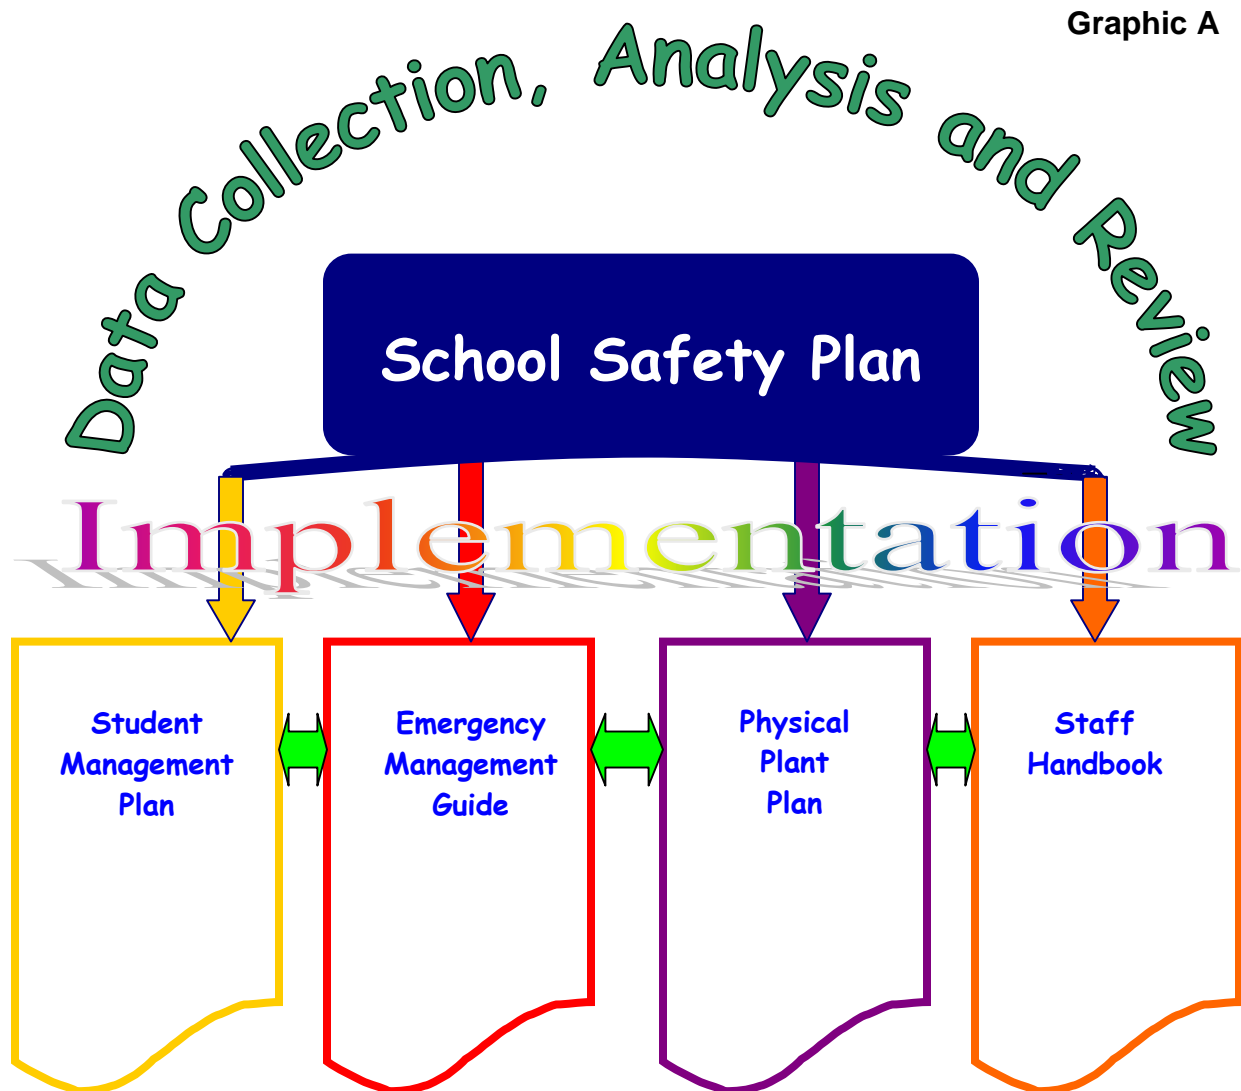 Graphic A
Data Collection, Analysis and Review
School Safety Plan
Implementation
Student
Management
Plan
Emergency
Management
Guide
Physical
Plant
Plan
Staff
Handbook